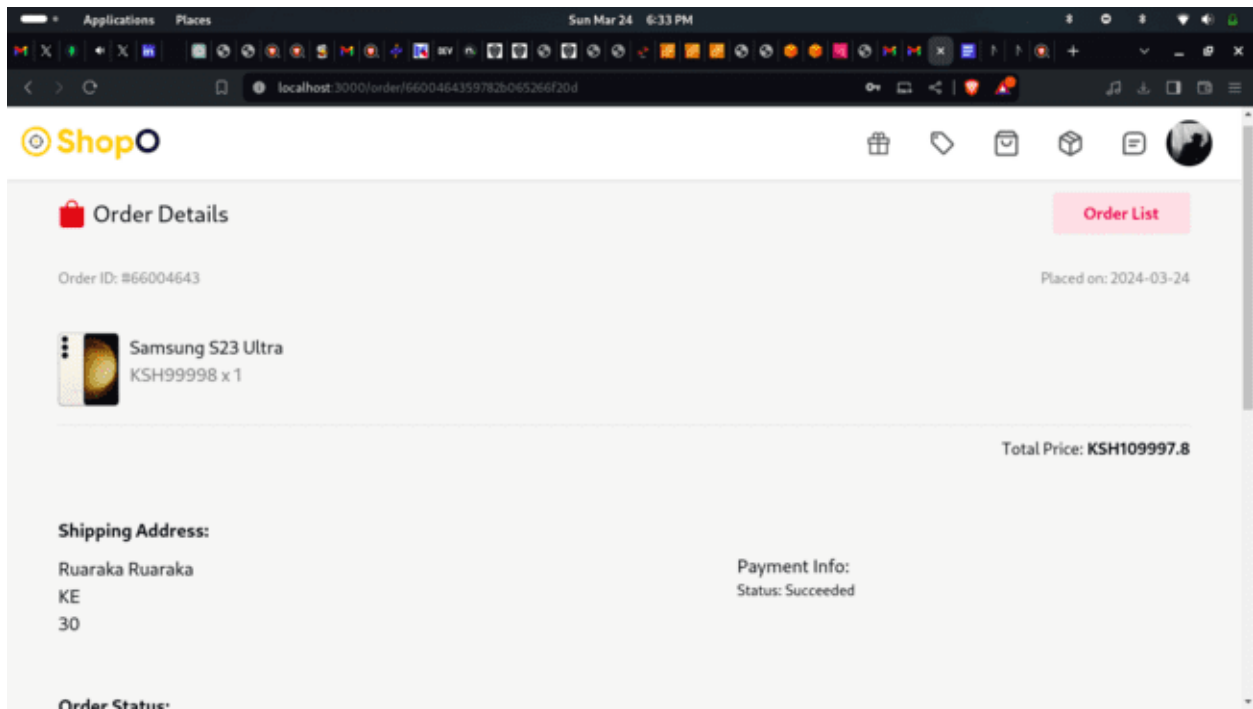 Applications Places Sun Mar 24 6:33 PM
DEV
localhost:3000/order/6600464359782b065266f20d
ShopO
Order Details
Order List
Order ID: #66004643
Placed on: 2024-03-24
Samsung S23 Ultra
KSH99998 x 1
Total Price: KSH109997.8
Shipping Address:
Ruaraka Ruaraka
KE
30
Payment Info:
Status: Succeeded
Order Status: